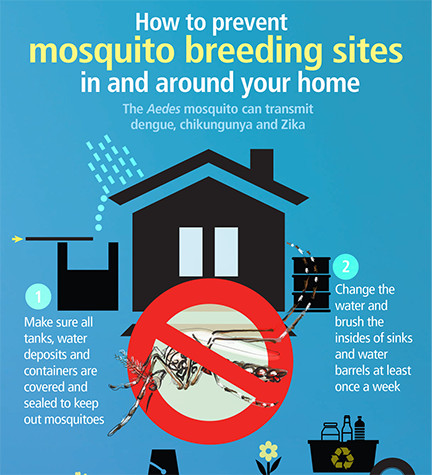 How to prevent
mosquito breeding sites
in and around your home
The Aedes mosquito can transmit
dengue, chikungunya and Zika
1
Make sure all
tanks, water
deposits and
containers are
covered and
sealed to keep
out mosquitoes
2
Change the
water and
brush the
insides of sinks
and water
barrels at least
once a week